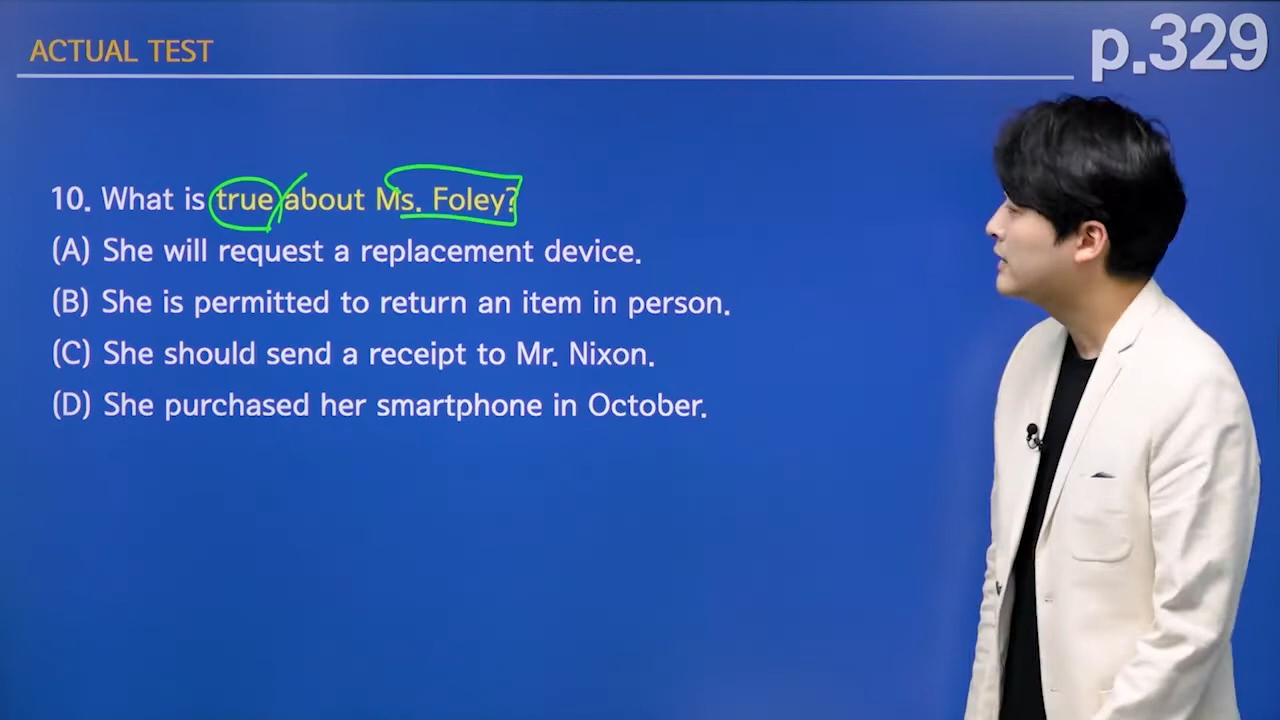 ACTUAL TEST
p.329
10. What is true about Ms. Foley?
(A) She will request a replacement device.
(B) She is permitted to return an item in person.
(C) She should send a receipt to Mr. Nixon.
(D) She purchased her smartphone in October.